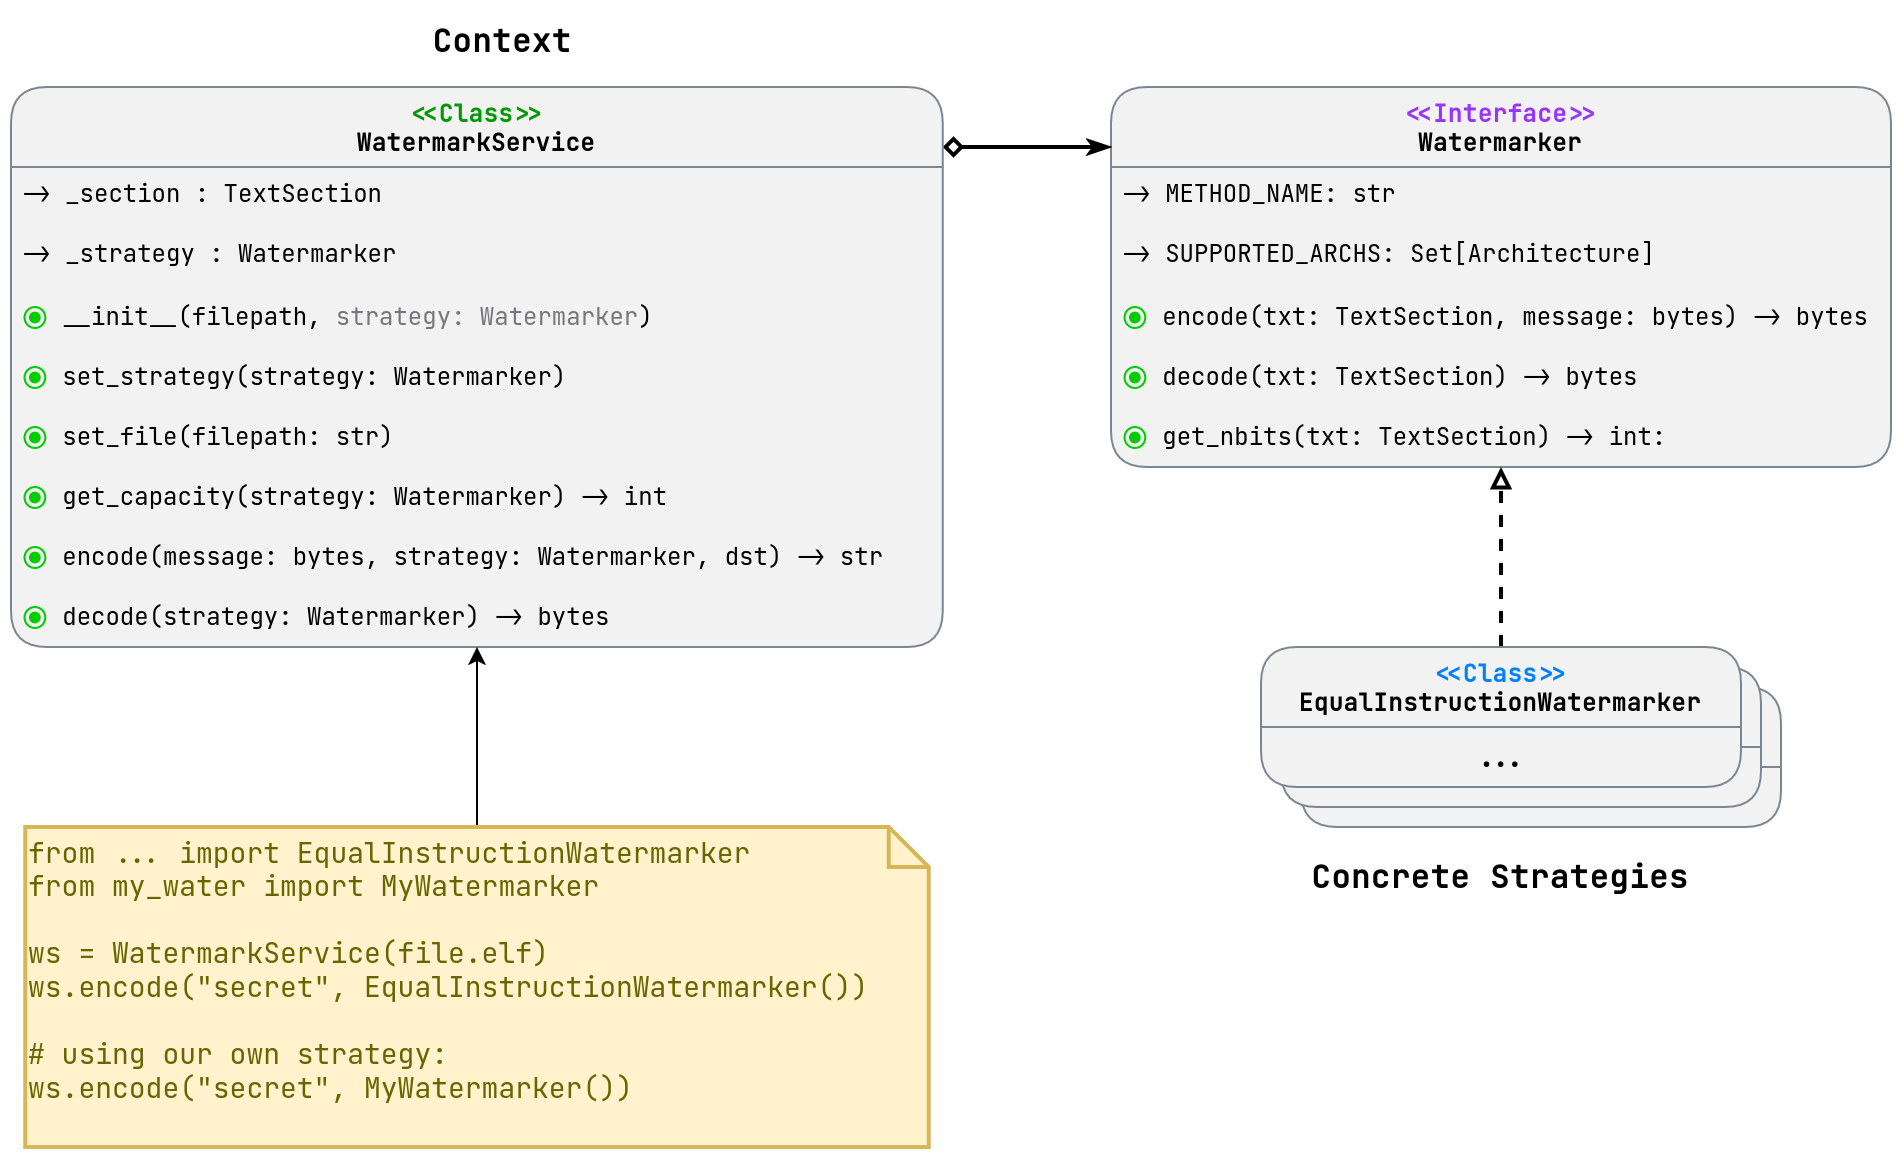 Context
<<Class>>
WatermarkService
→ _section : TextSection
→ _strategy : Watermarker
__init__(filepath, strategy: Watermarker)
set_strategy(strategy: Watermarker)
set_file(filepath: str)
get_capacity(strategy: Watermarker) → int
encode(message: bytes, strategy: Watermarker, dst) → str
decode(strategy: Watermarker) → bytes
<<Interface>>
Watermarker
→ METHOD_NAME: str
→ SUPPORTED_ARCHS: Set[Architecture]
encode(txt: TextSection, message: bytes) → bytes
decode(txt: TextSection) → bytes
get_nbits(txt: TextSection) → int:
<<Class>>
EqualInstructionWatermarker
...
Concrete Strategies
from ... import EqualInstructionWatermarker
from my_water import MyWatermarker
ws = WatermarkService(file.elf)
ws.encode("secret", EqualInstructionWatermarker())
# using our own strategy:
ws.encode("secret", MyWatermarker())